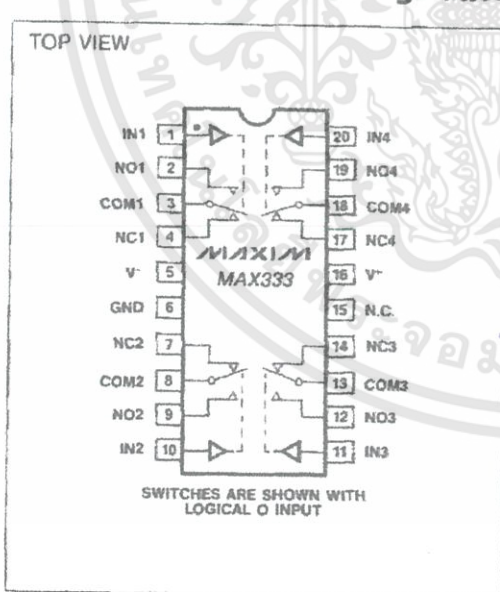 TOP VIEW
IN1 1 20 IN4
NO1 2 19 NO4
COM1 3 18 COM4
NC1 4 17 NC4
MAXIM
V- 5 MAX333 16 V+
GND 6 15 N.C.
NC2 7 14 NC3
COM2 8 13 COM3
NO2 9 12 NO3
IN2 10 11 IN3
SWITCHES ARE SHOWN WITH
LOGICAL 0 INPUT